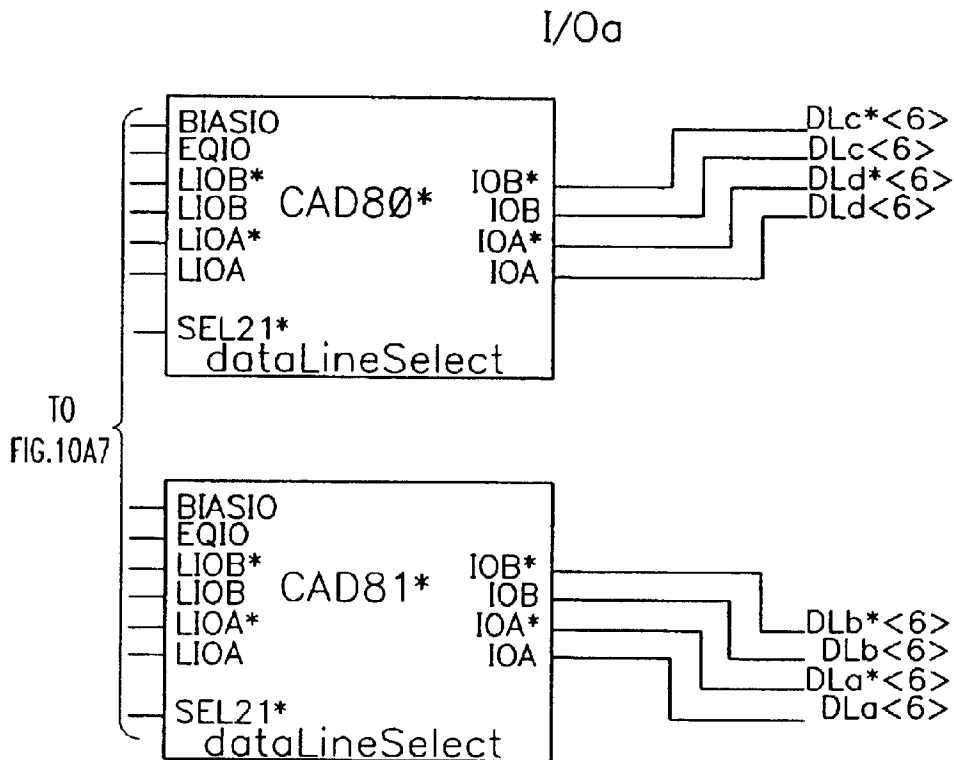 I/Oa
BIASIO
EQIO
LIOB*
LIOB
LIOA*
LIOA
SEL21*
CAD80*
dataLineSelect
IOB*
IOB
IOA*
IOA
DLc*<6>
DLc<6>
DLd*<6>
DLd<6>
TO
FIG.10A7
BIASIO
EQIO
LIOB*
LIOB
LIOA*
LIOA
SEL21*
CAD81*
dataLineSelect
IOB*
IOB
IOA*
IOA
DLb*<6>
DLb<6>
DLa*<6>
DLa<6>